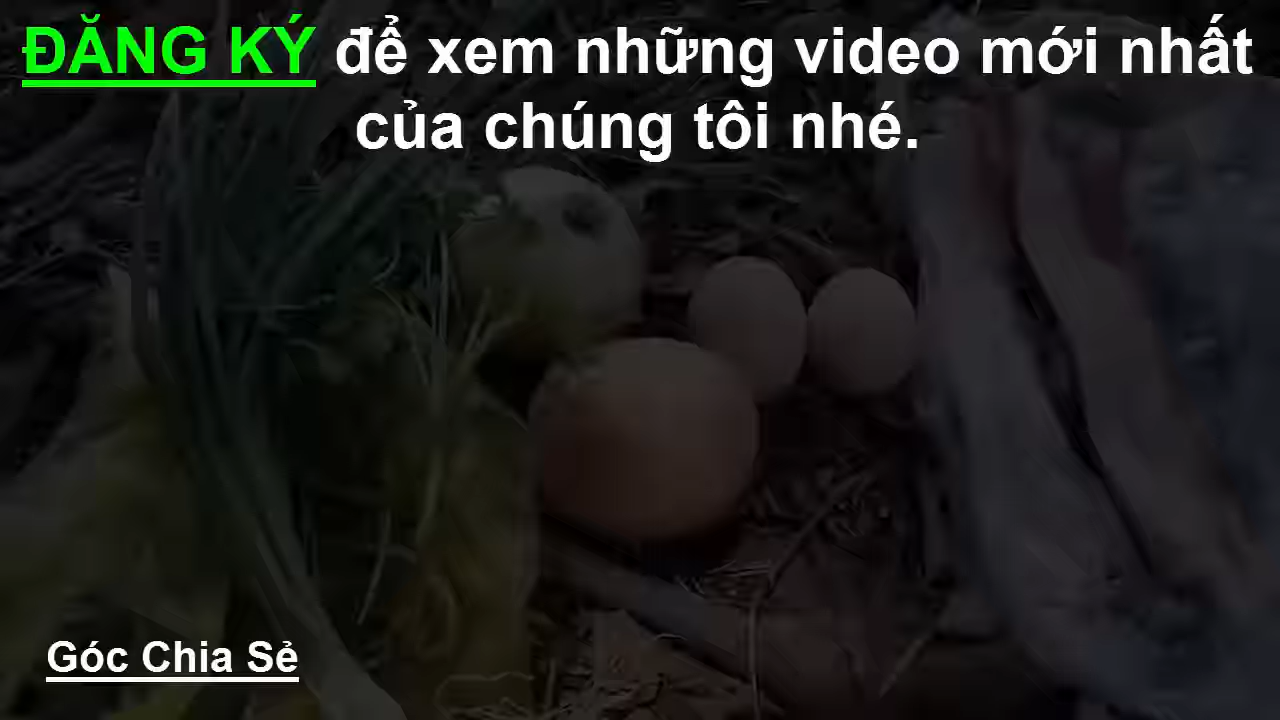 ĐĂNG KÝ để xem những video mới nhất
của chúng tôi nhé.
Góc Chia Sẻ